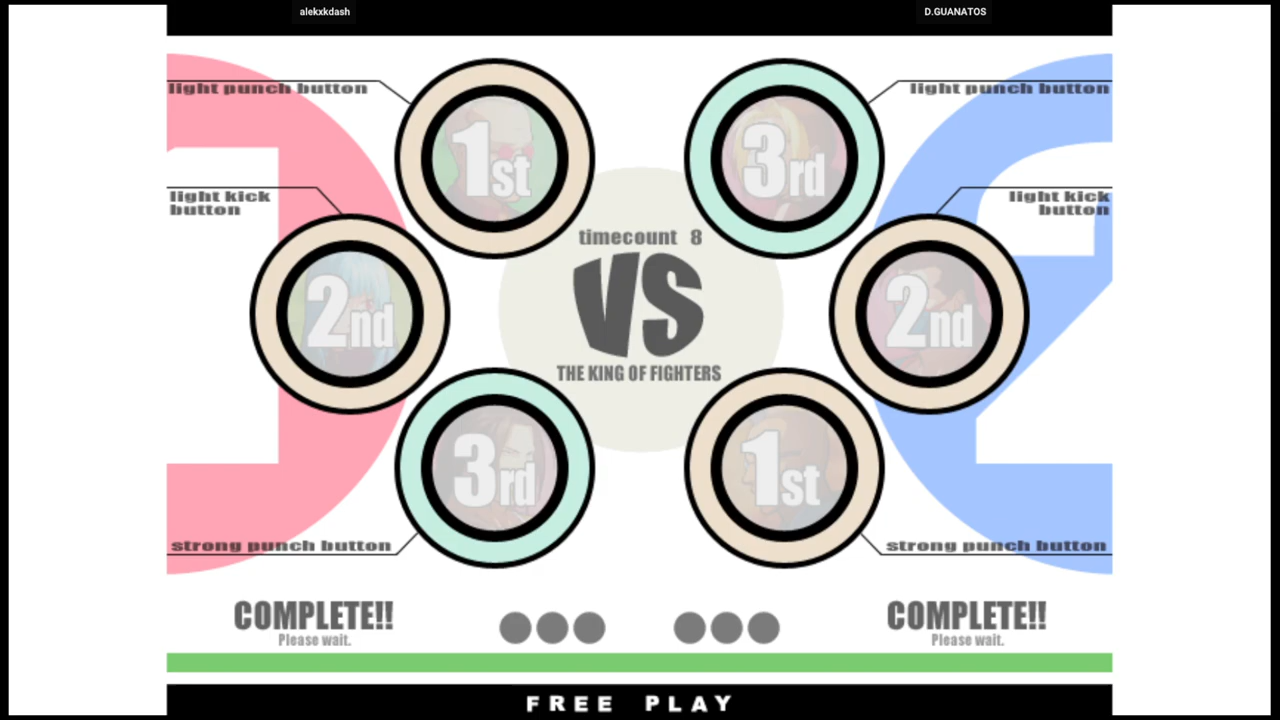 alekxkdash
D.GUANATOS
light punch button
light punch button
1st
3rd
light kick
button
light kick
button
timecount 8
VS
THE KING OF FIGHTERS
2nd
2nd
3rd
1st
strong punch button
strong punch button
COMPLETE!!
Please wait.
COMPLETE!!
Please wait.
FREE PLAY